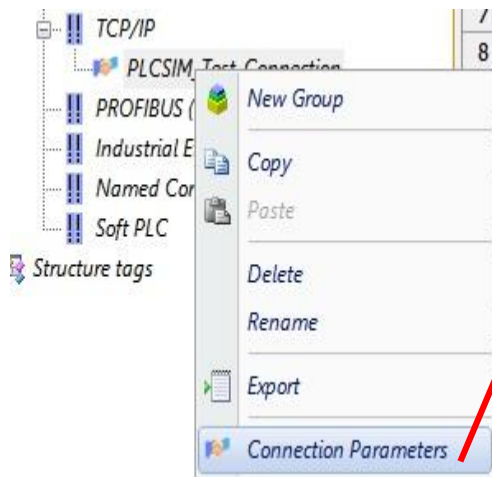 7
TCP/IP
8
PLCSIM_Test_Connection
PROFIBUS (
New Group
Industrial E
Copy
Named Con
Paste
Soft PLC
Structure tags
Delete
Rename
Export
Connection Parameters